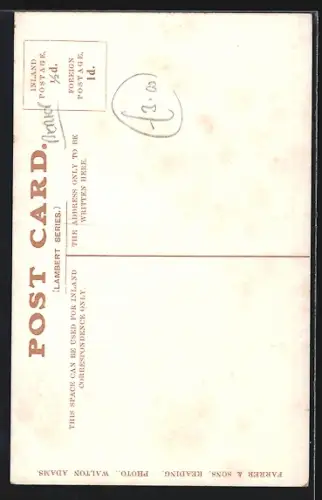 POST CARD.
(LAMBERT SERIES.)
THIS SPACE CAN BE USED FOR INLAND
CORRESPONDENCE ONLY.
THE ADDRESS ONLY TO BE
WRITTEN HERE.
INLAND
POSTAGE,
½d.
FOREIGN
POSTAGE,
1d.
FARRER & SONS, READING. PHOTO., WALTON ADAMS.